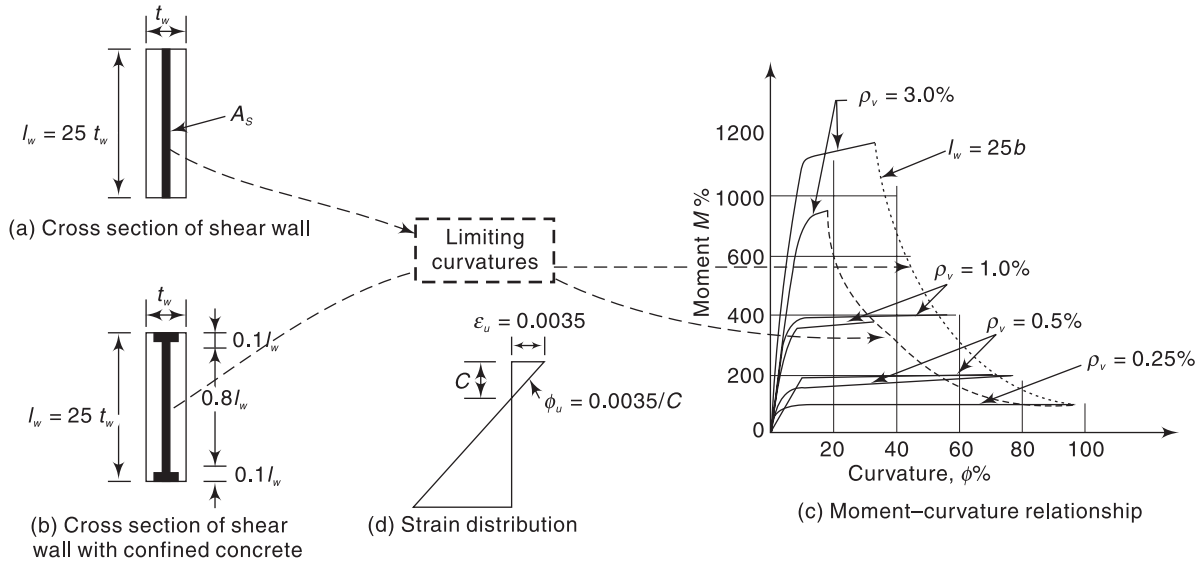 t_w
l_w = 25 t_w
A_s
(a) Cross section of shear wall
t_w
0.1l_w
l_w = 25 t_w
0.8l_w
0.1l_w
(b) Cross section of shear
wall with confined concrete
Limiting
curvatures
ε_u = 0.0035
C
ϕ_u = 0.0035/C
(d) Strain distribution
Moment M%
1200
1000
600
400
200
0
20
40
60
80
100
Curvature, ϕ%
ρ_v = 3.0%
l_w = 25b
ρ_v = 1.0%
ρ_v = 0.5%
ρ_v = 0.25%
(c) Moment–curvature relationship